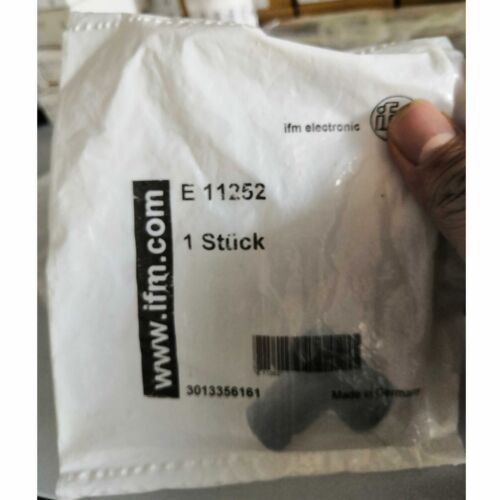 ifm electronic
E 11252
1 Stück
www.ifm.com
3013356161
Made in Germany